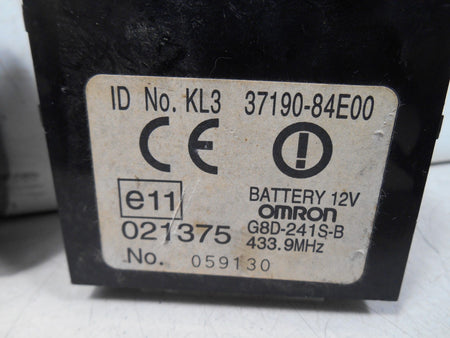 ID No. KL3 37190-84E00
CE
e11
BATTERY 12V
OMRON
021375
G8D-241S-B
433.9MHz
No. 059130